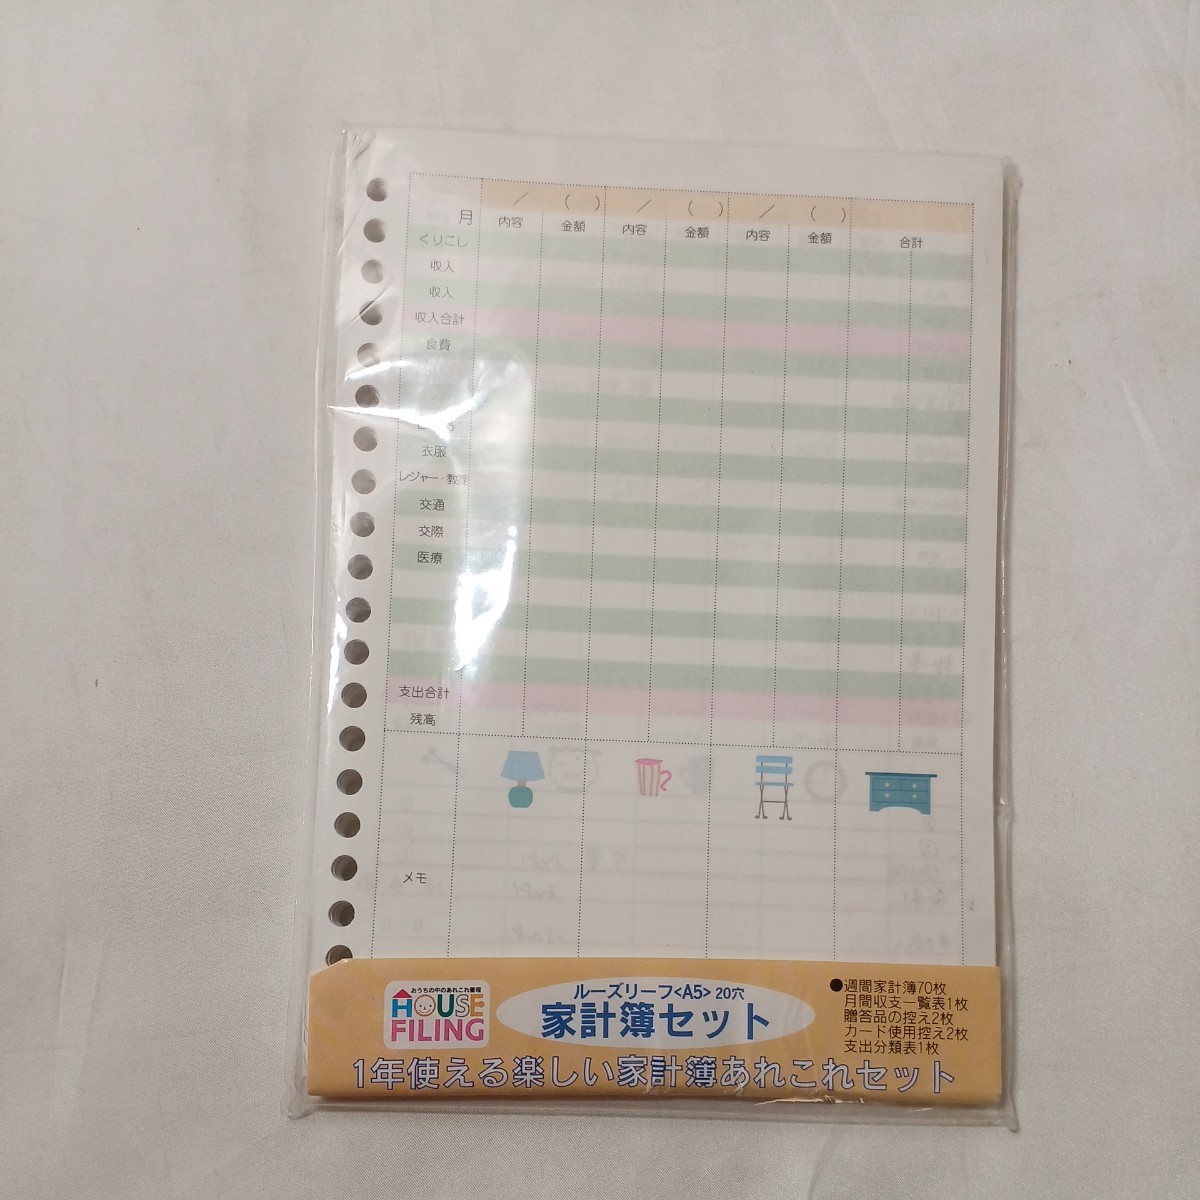 月 / ( ) / ( ) / ( )
内容 金額 内容 金額 内容 金額 合計
くりこし
収入
収入
収入合計
食費
衣服
レジャー・教
交通
交際
医療
支出合計
残高
メモ
おうちの中のあれこれ整理
HOUSE
FILING
ルーズリーフ<A5> 20穴
家計簿セット
●週間家計簿70枚
月間収支一覧表1枚
贈答品の控え2枚
カード使用控え2枚
支出分類表1枚
1年使える楽しい家計簿あれこれセット